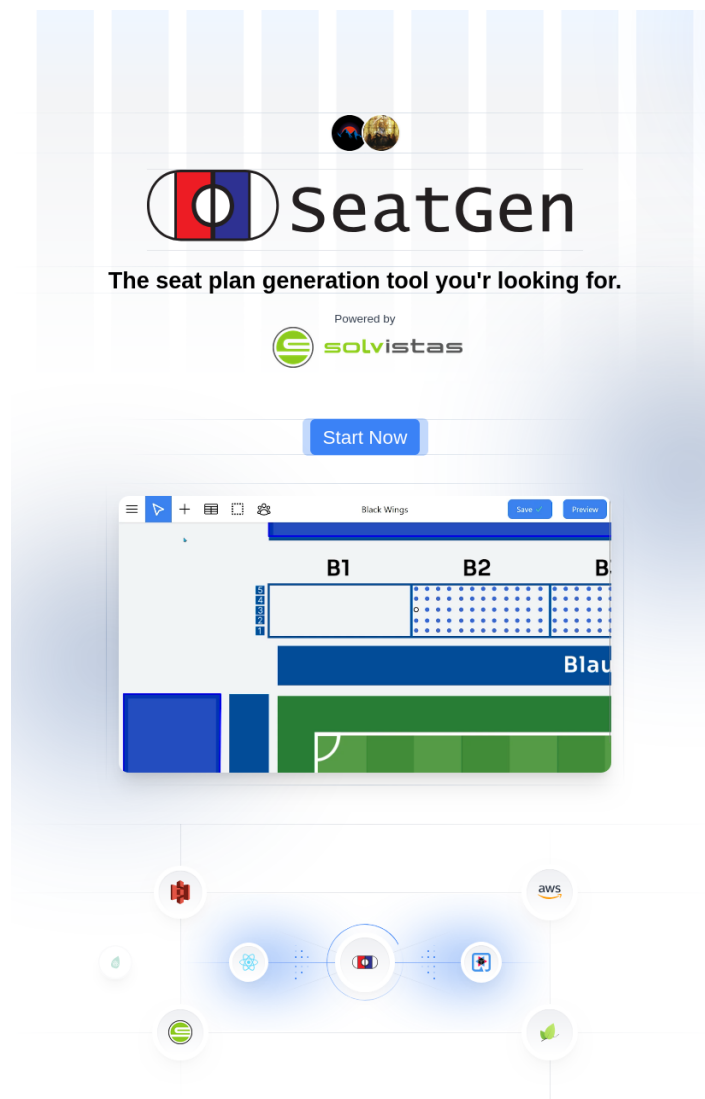 SeatGen
The seat plan generation tool you'r looking for.
Powered by
solvistas
Start Now
Black Wings
Save
Preview
B1
B2
B3
5
4
3
2
1
Blau
aws